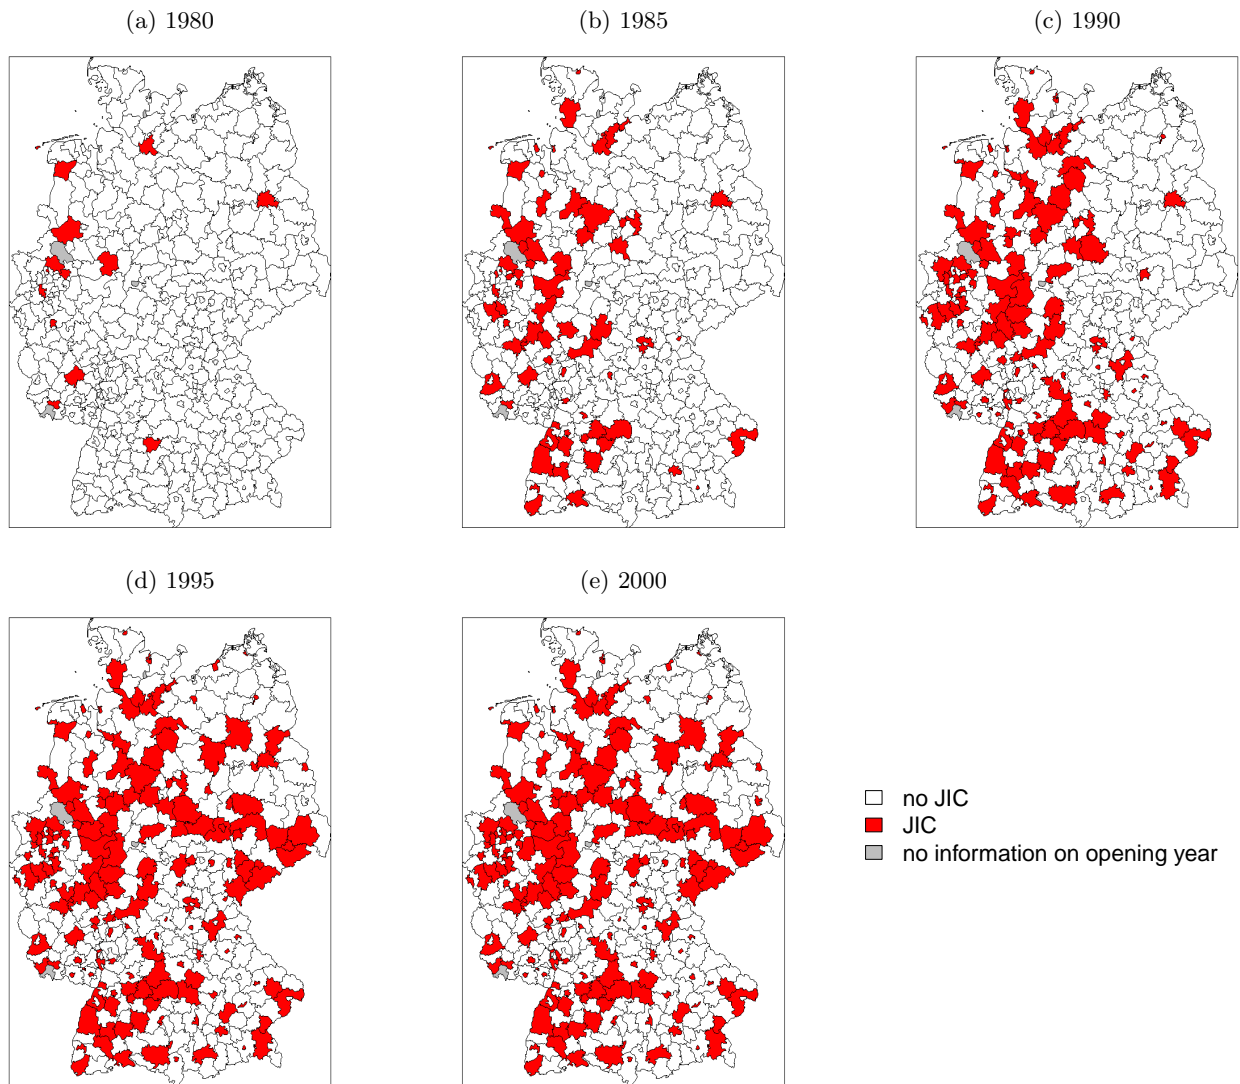 (a) 1980
(b) 1985
(c) 1990
(d) 1995
(e) 2000
no JIC
JIC
no information on opening year